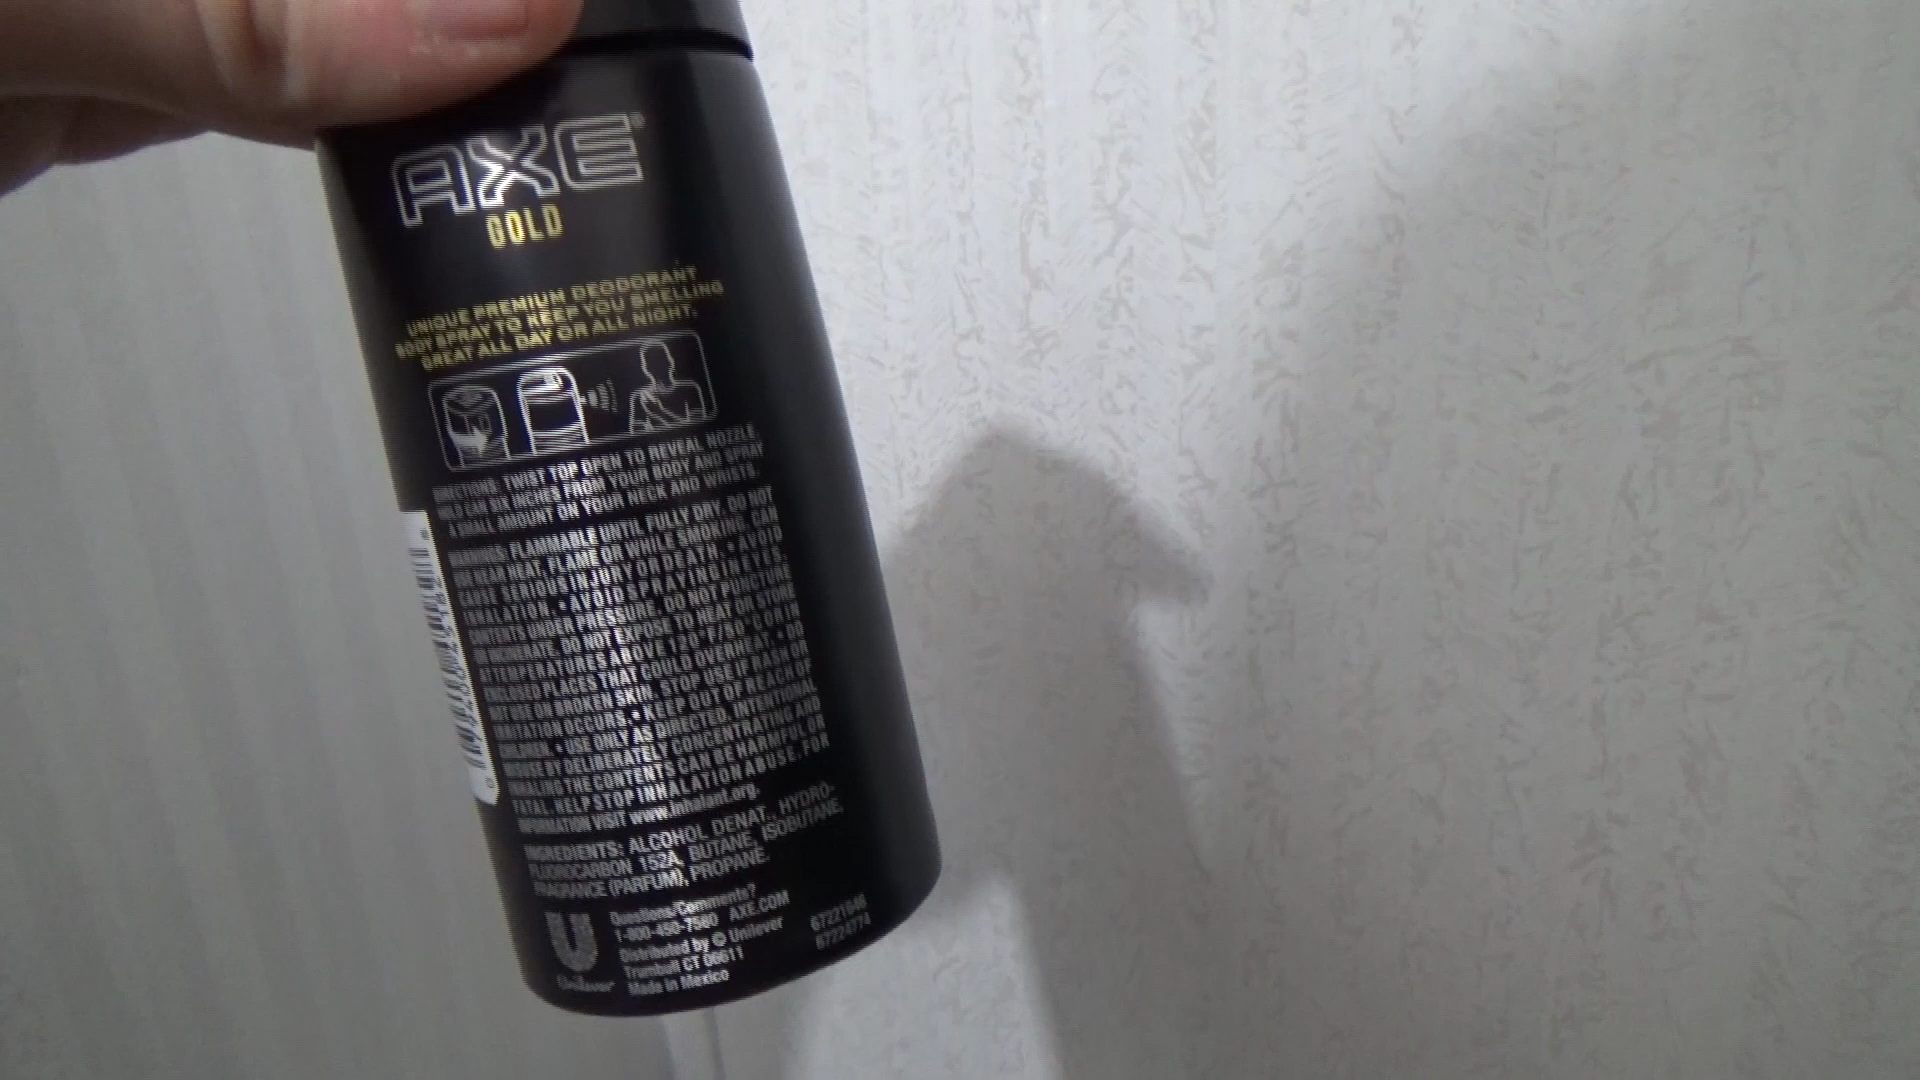 AXE®
GOLD
UNIQUE PREMIUM DEODORANT
BODY SPRAY TO KEEP YOU SMELLING
GREAT ALL DAY OR ALL NIGHT.
DIRECTIONS. TWIST TOP OPEN TO REVEAL NOZZLE,
HOLD CAN SIX INCHES FROM YOUR BODY AND SPRAY
A SMALL AMOUNT ON YOUR NECK AND WRISTS.
WARNINGS: FLAMMABLE UNTIL FULLY DRY. DO NOT
USE NEAR HEAT, FLAME OR WHILE SMOKING. CAN
CAUSE SERIOUS INJURY OR DEATH. • AVOID
INHALATION. • AVOID SPRAYING IN EYES.
CONTENTS UNDER PRESSURE. DO NOT PUNCTURE
INCINERATE. DO NOT EXPOSE TO HEAT OR STORE
AT TEMPERATURES ABOVE 120°F/50°C OR IN
ENCLOSED PLACES THAT COULD OVERHEAT. • DO
NOT USE ON BROKEN SKIN. STOP USE IF RASH OR
IRRITATION OCCURS. • KEEP OUT OF REACH OF
CHILDREN. • USE ONLY AS DIRECTED. INTENTIONAL
MISUSE BY DELIBERATELY CONCENTRATING AND
INHALING THE CONTENTS CAN BE HARMFUL OR
FATAL. HELP STOP INHALATION ABUSE. FOR
INFORMATION VISIT www.inhalant.org.
INGREDIENTS: ALCOHOL DENAT., HYDRO-
FLUOROCARBON 152A, BUTANE, ISOBUTANE,
FRAGRANCE (PARFUM), PROPANE.
Unilever
Questions/Comments?
1-800-450-7580 AXE.COM
Distributed by © Unilever
Trumbull CT 06611
Made in Mexico
67221646
67224774